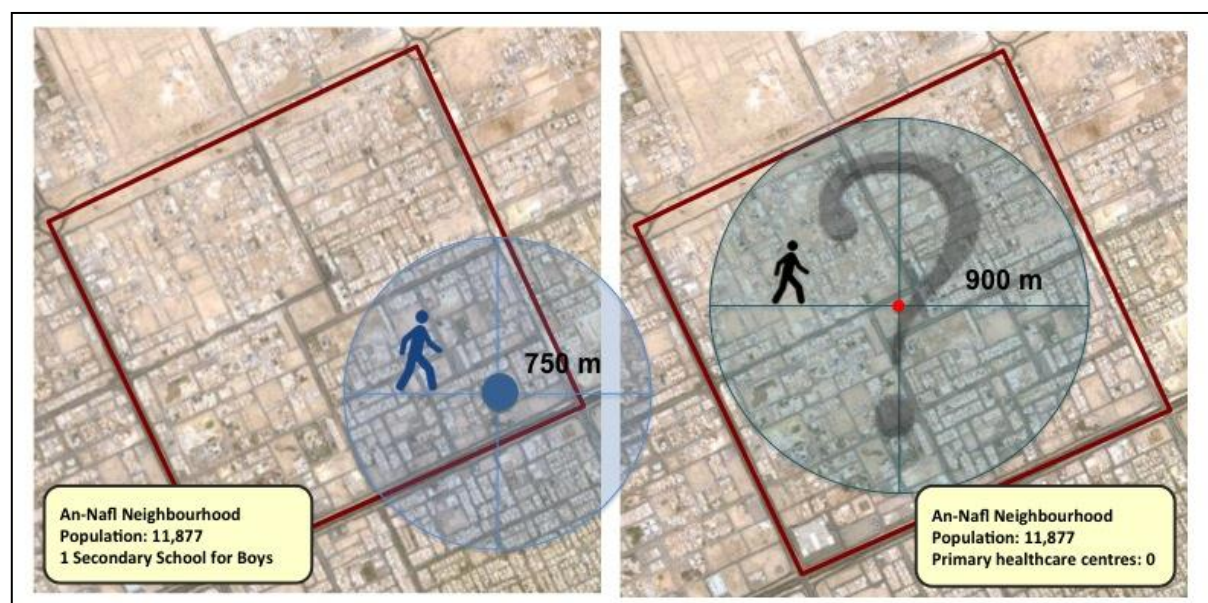 750 m
An-Nafl Neighbourhood
Population: 11,877
1 Secondary School for Boys
?
900 m
An-Nafl Neighbourhood
Population: 11,877
Primary healthcare centres: 0